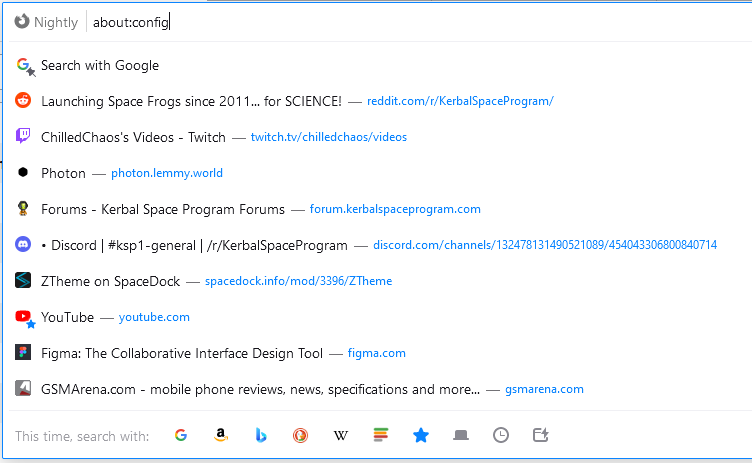 Nightly about:config
Search with Google
Launching Space Frogs since 2011... for SCIENCE! — reddit.com/r/KerbalSpaceProgram/
ChilledChaos's Videos - Twitch — twitch.tv/chilledchaos/videos
Photon — photon.lemmy.world
Forums - Kerbal Space Program Forums — forum.kerbalspaceprogram.com
• Discord | #ksp1-general | /r/KerbalSpaceProgram — discord.com/channels/132478131490521089/454043306800840714
ZTheme on SpaceDock — spacedock.info/mod/3396/ZTheme
YouTube — youtube.com
Figma: The Collaborative Interface Design Tool — figma.com
GSMArena.com - mobile phone reviews, news, specifications and more... — gsmarena.com
This time, search with: